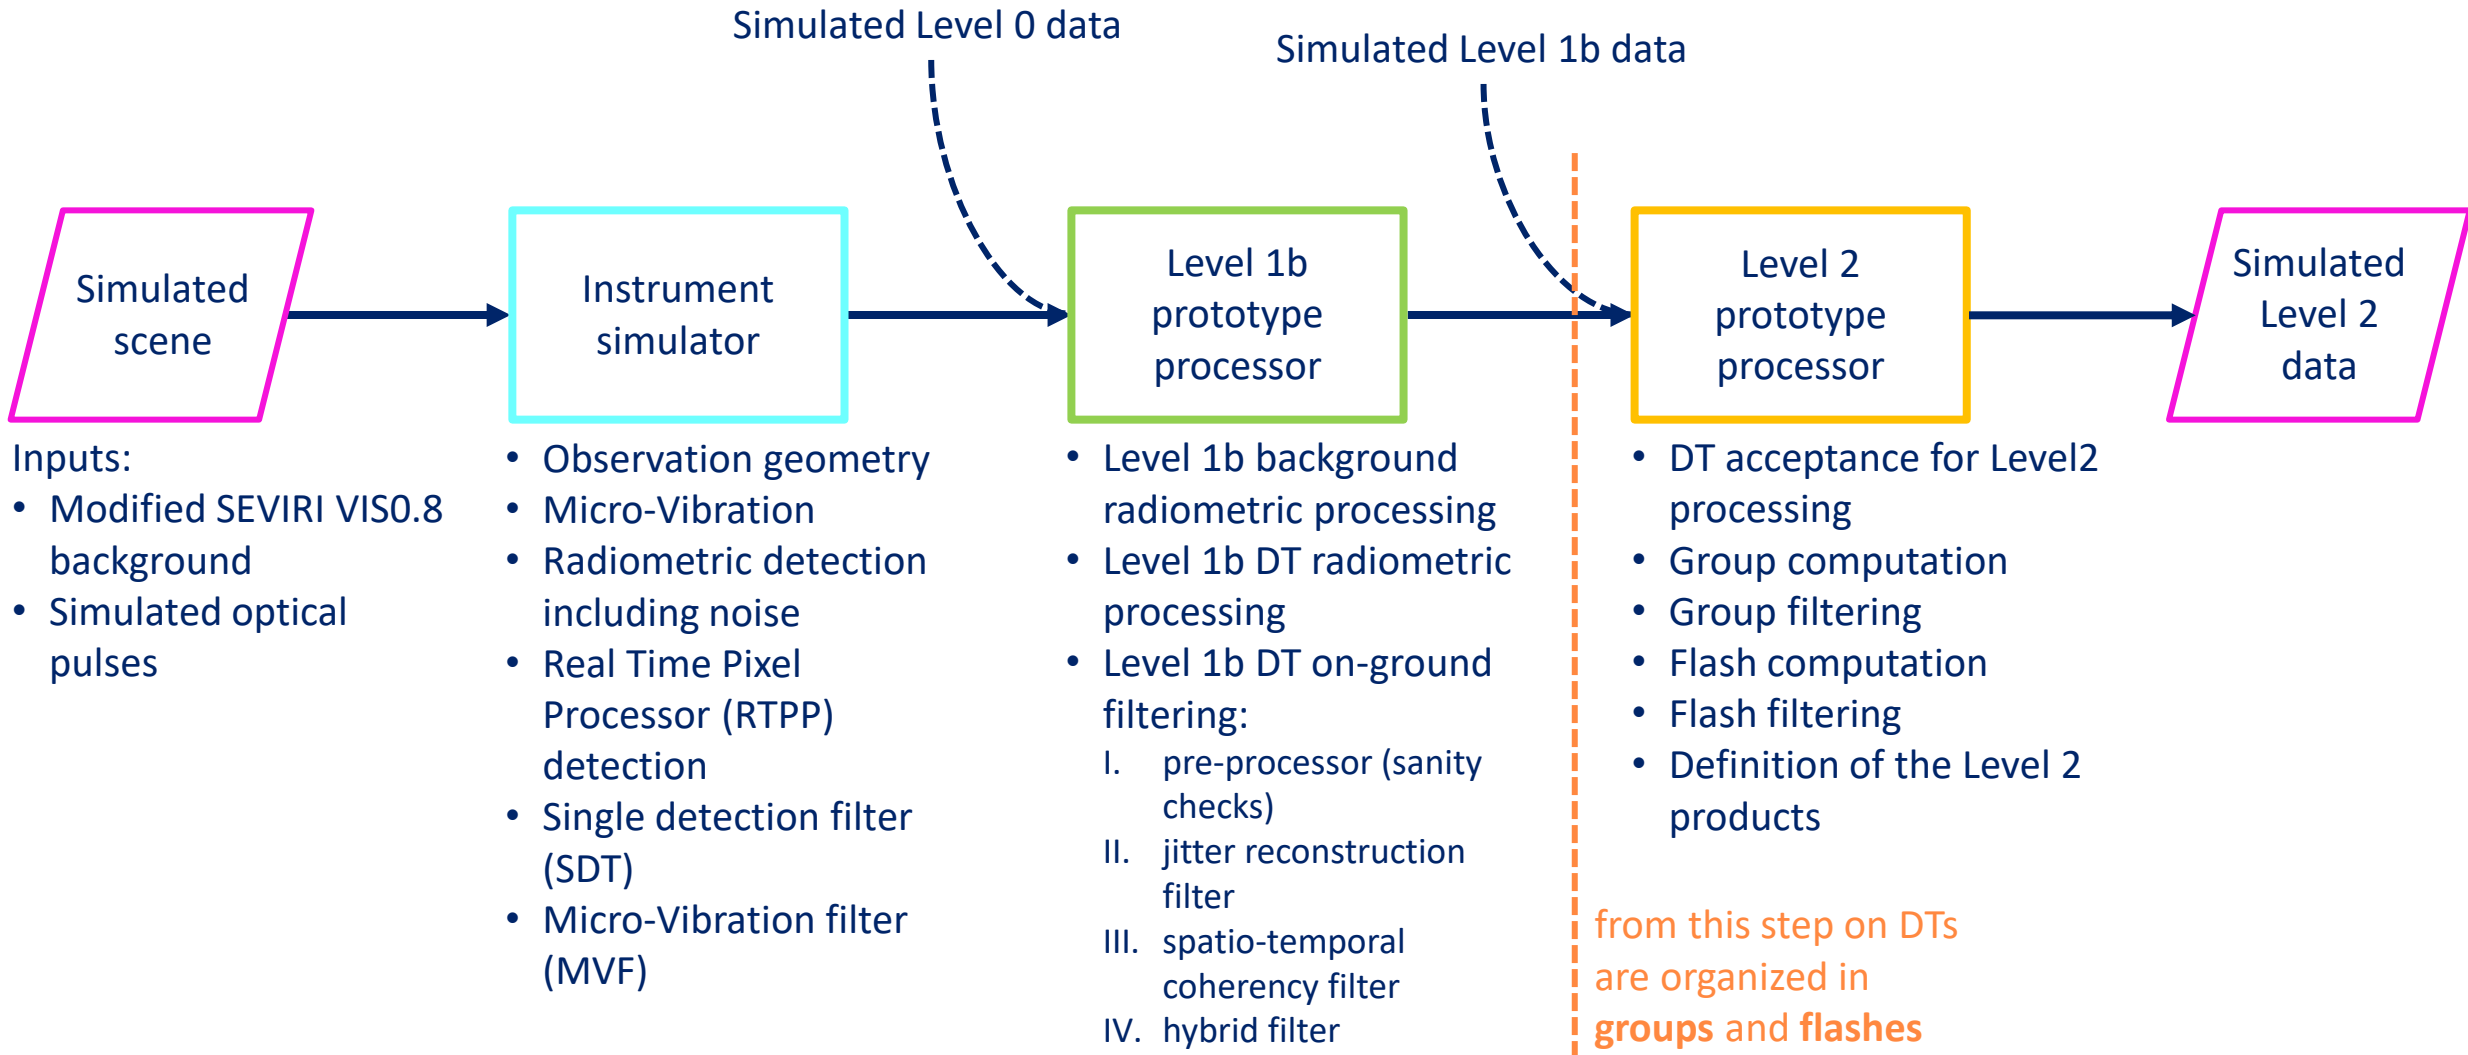 Simulated Level 0 data
Simulated Level 1b data
Simulated
scene
Instrument
simulator
Level 1b
prototype
processor
Level 2
prototype
processor
Simulated
Level 2
data
Inputs:
• Modified SEVIRI VIS0.8
background
• Simulated optical
pulses
• Observation geometry
• Micro-Vibration
• Radiometric detection
including noise
• Real Time Pixel
Processor (RTPP)
detection
• Single detection filter
(SDT)
• Micro-Vibration filter
(MVF)
• Level 1b background
radiometric processing
• Level 1b DT radiometric
processing
• Level 1b DT on-ground
filtering:
I. pre-processor (sanity
checks)
II. jitter reconstruction
filter
III. spatio-temporal
coherency filter
IV. hybrid filter
• DT acceptance for Level2
processing
• Group computation
• Group filtering
• Flash computation
• Flash filtering
• Definition of the Level 2
products
from this step on DTs
are organized in
groups and flashes